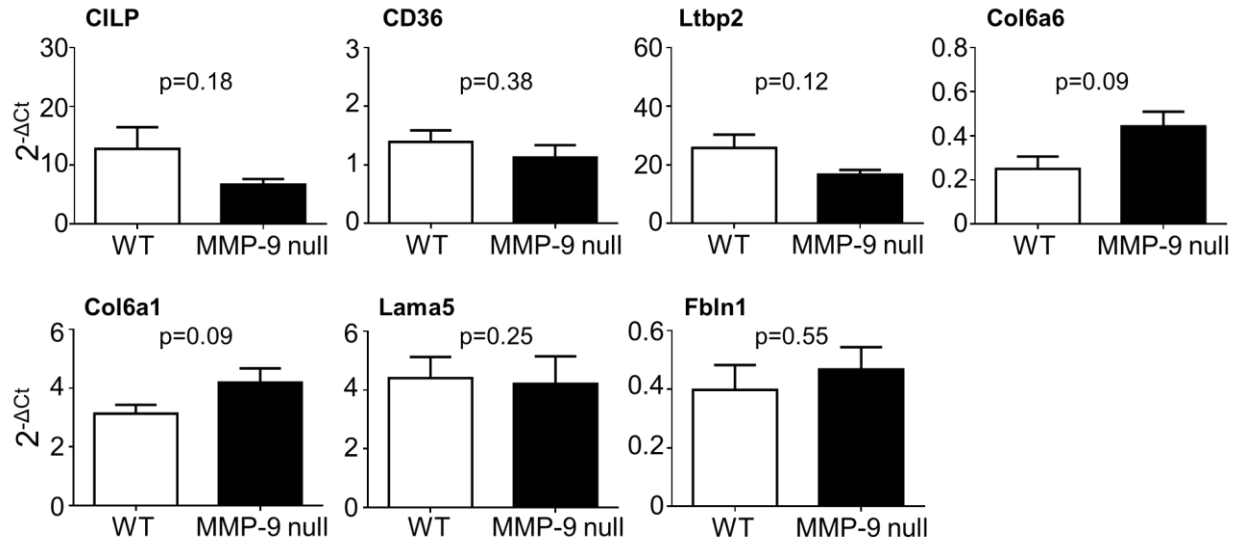 CILP
30
20
10
0
2^-ΔCt
p=0.18
WT MMP-9 null
CD36
3
2
1
0
p=0.38
WT MMP-9 null
Ltbp2
60
40
20
0
p=0.12
WT MMP-9 null
Col6a6
0.8
0.6
0.4
0.2
0
p=0.09
WT MMP-9 null
Col6a1
6
4
2
0
2^-ΔCt
p=0.09
WT MMP-9 null
Lama5
6
4
2
0
p=0.25
WT MMP-9 null
Fbln1
0.6
0.4
0.2
0
p=0.55
WT MMP-9 null